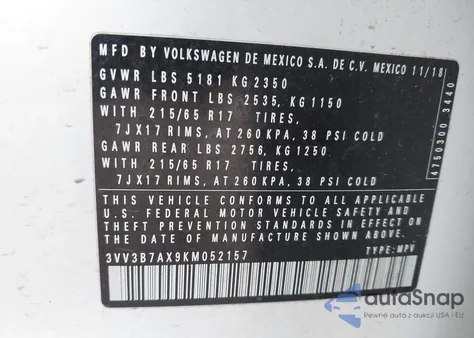 MFD BY VOLKSWAGEN DE MEXICO S.A. DE C.V. MEXICO 11/18
GVWR LBS 5181 KG 2350
GAWR FRONT LBS 2535, KG 1150
WITH 215/65 R17 TIRES,
7JX17 RIMS, AT 260 KPA, 38 PSI COLD
GAWR REAR LBS 2756, KG 1250
WITH 215/65 R17 TIRES,
7JX17 RIMS, AT 260 KPA, 38 PSI COLD
THIS VEHICLE CONFORMS TO ALL APPLICABLE
U.S. FEDERAL MOTOR VEHICLE SAFETY AND
THEFT PREVENTION STANDARDS IN EFFECT ON
THE DATE OF MANUFACTURE SHOWN ABOVE
3VV3B7AX9KM052157 TYPE: MPV
4750300 3440
autoSnap
Pewne auta z aukcji w USA i EU